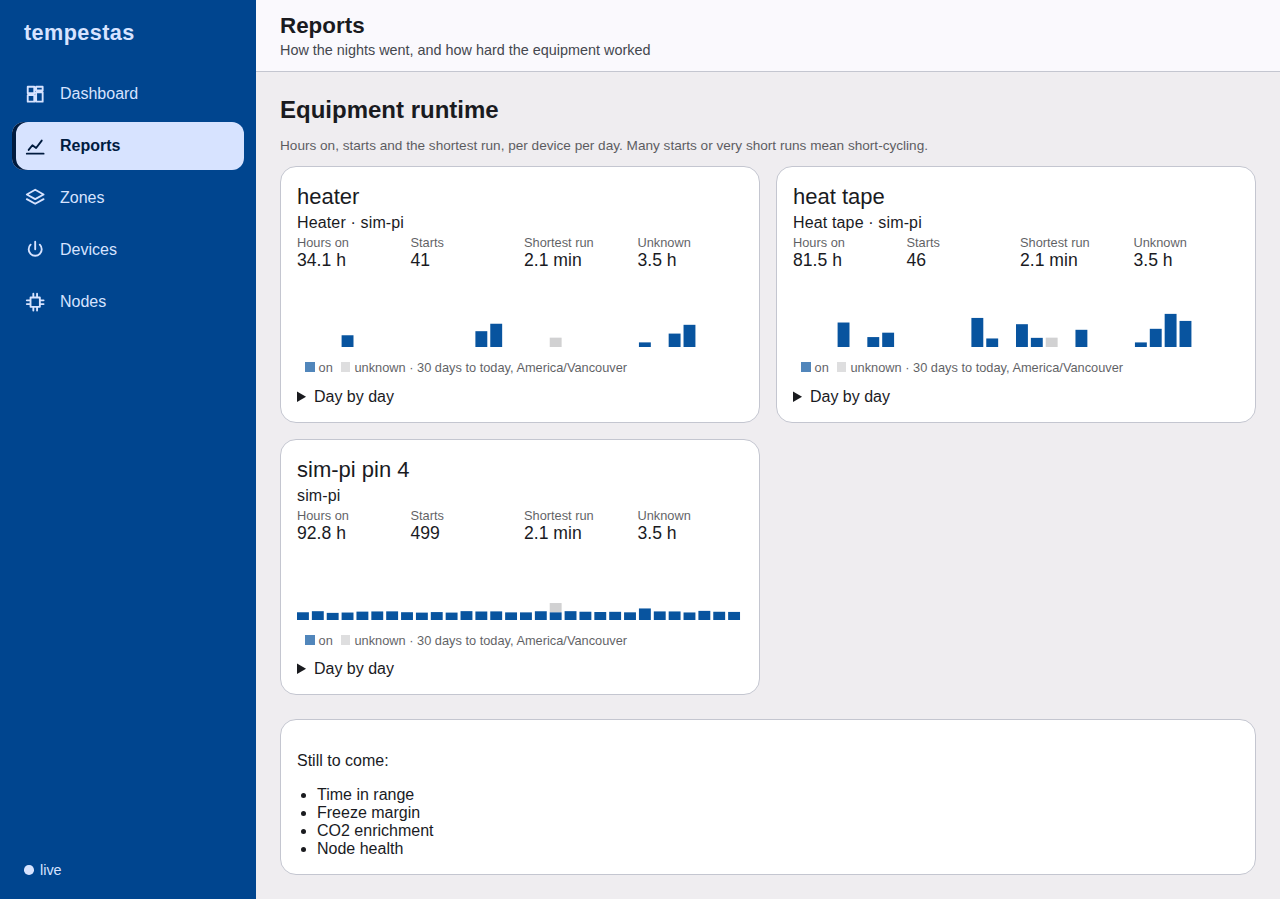 tempestas
Dashboard
Reports
Zones
Devices
Nodes
live
Reports
How the nights went, and how hard the equipment worked
Equipment runtime
Hours on, starts and the shortest run, per device per day. Many starts or very short runs mean short-cycling.
heater
Heater · sim-pi
Hours on Starts Shortest run Unknown
34.1 h 41 2.1 min 3.5 h
on unknown · 30 days to today, America/Vancouver
Day by day
heat tape
Heat tape · sim-pi
Hours on Starts Shortest run Unknown
81.5 h 46 2.1 min 3.5 h
on unknown · 30 days to today, America/Vancouver
Day by day
sim-pi pin 4
sim-pi
Hours on Starts Shortest run Unknown
92.8 h 499 2.1 min 3.5 h
on unknown · 30 days to today, America/Vancouver
Day by day
Still to come:
Time in range
Freeze margin
CO2 enrichment
Node health